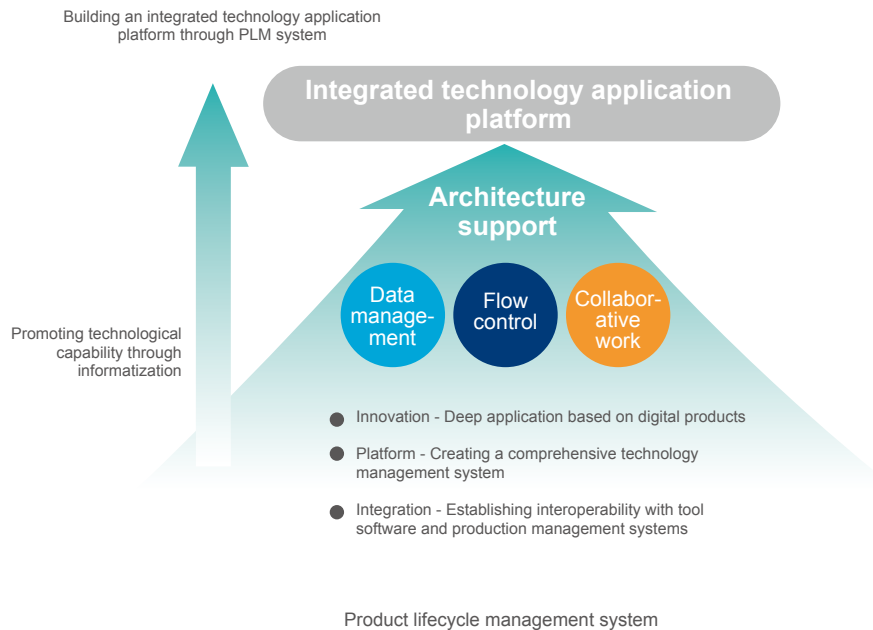 Building an integrated technology application
platform through PLM system
Integrated technology application
platform
Architecture
support
Data
manage-
ment
Flow
control
Collabor-
ative
work
Promoting technological
capability through
informatization
Innovation - Deep application based on digital products
Platform - Creating a comprehensive technology
management system
Integration - Establishing interoperability with tool
software and production management systems
Product lifecycle management system